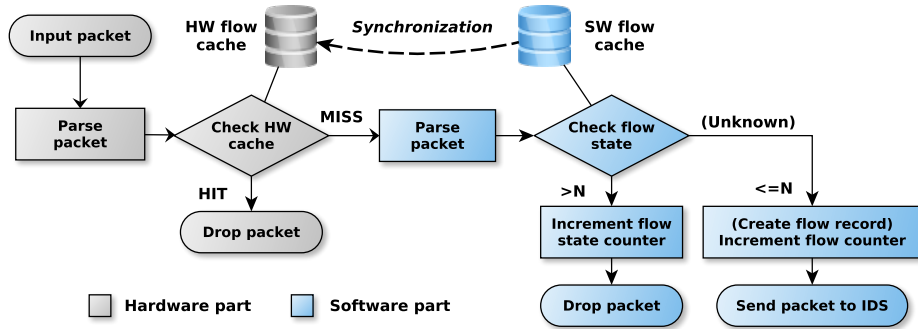 Input packet
HW flow
cache
Synchronization
SW flow
cache
Parse
packet
Check HW
cache
MISS
Parse
packet
Check flow
state
(Unknown)
HIT
>N
<=N
Drop packet
Increment flow
state counter
(Create flow record)
Increment flow counter
Hardware part
Software part
Drop packet
Send packet to IDS